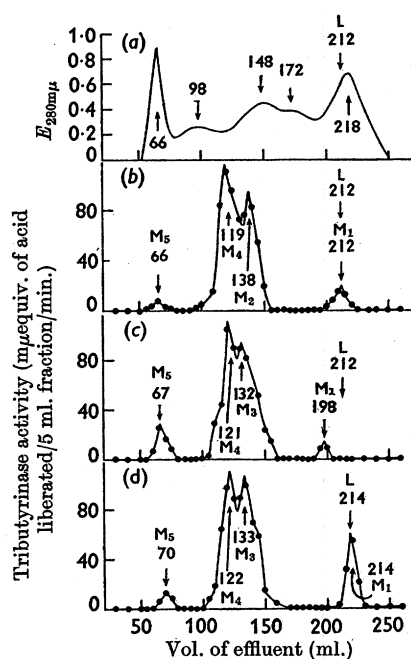 (a)
E280mμ
1·0
0·8
0·6
0·4
0·2
0
66
98
148
172
L
212
218
(b)
80
40
0
M5
66
119
M4
138
M2
L
212
M1
212
(c)
80
40
0
M5
67
121
M4
132
M3
M1
198
L
212
(d)
80
40
0
M5
70
122
M4
133
M3
L
214
214
M1
50
100
150
200
250
Vol. of effluent (ml.)
Tributyrinase activity (mμequiv. of acid
liberated/5 ml. fraction/min.)